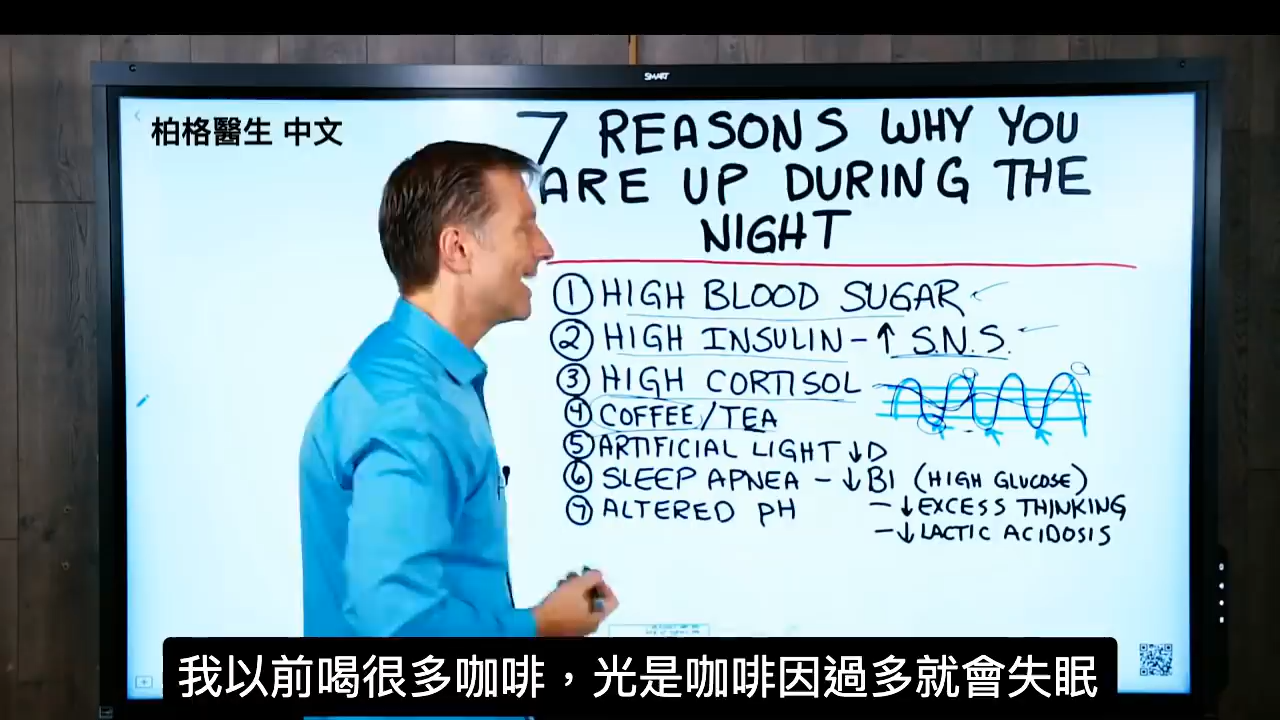 SMART
柏格醫生 中文
7 REASONS WHY YOU
ARE UP DURING THE
NIGHT
① HIGH BLOOD SUGAR
② HIGH INSULIN - ↑ S.N.S.
③ HIGH CORTISOL
④ COFFEE/TEA
⑤ ARTIFICIAL LIGHT ↓D
⑥ SLEEP APNEA - ↓B1 (HIGH GLUCOSE)
⑦ ALTERED PH - ↓EXCESS THINKING
- ↓LACTIC ACIDOSIS
我以前喝很多咖啡，光是咖啡因過多就會失眠